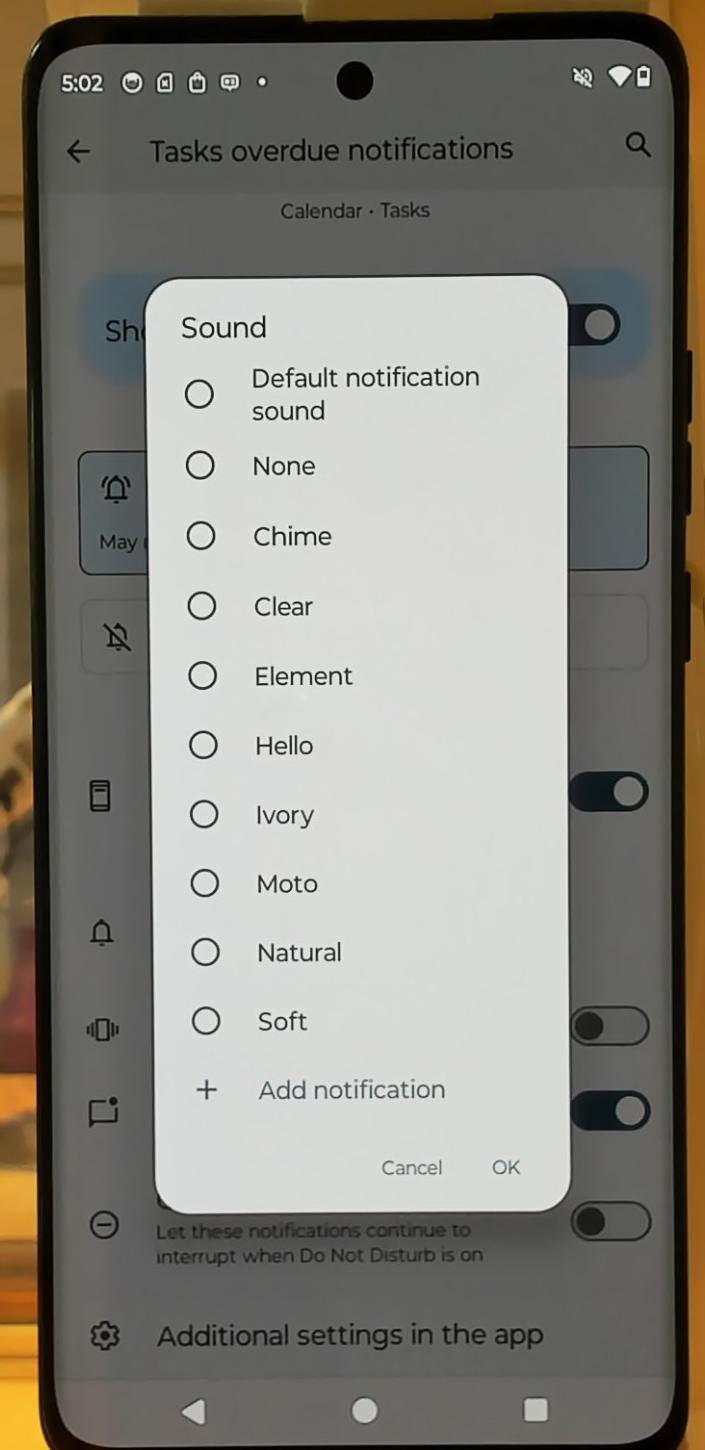 5:02
Tasks overdue notifications
Calendar • Tasks
Sound
Default notification
sound
None
Chime
May
Clear
Element
Hello
Ivory
Moto
Natural
Soft
+ Add notification
Cancel OK
Let these notifications continue to
interrupt when Do Not Disturb is on
Additional settings in the app